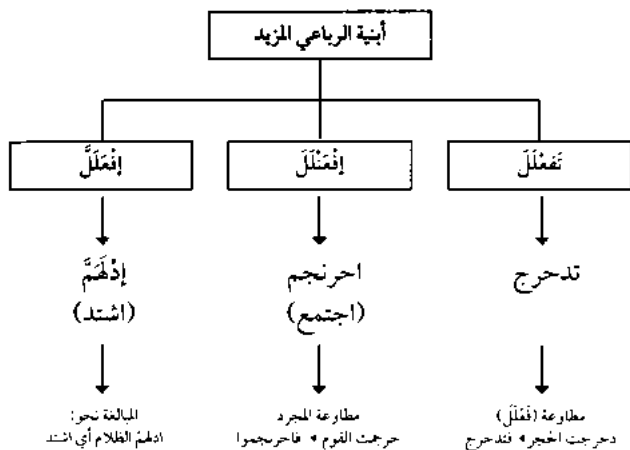 أبنية الرباعي المزيد
تَفَعْلَلَ
إفْعَنْلَلَ
إفْعَلَلَّ
تدحرج
احرنجم
(اجتمع)
إدْلَهَمَّ
(اشتد)
مطاوعة (فَعْلَلَ)
دحرجت الحجر فتدحرج
مطاوعة المجرد
حرجمت القوم فاحرنجموا
المبالغة نحو:
ادلهمّ الظلام أي اشتد